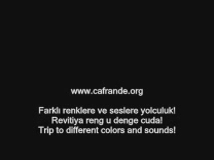 www.cafrande.org
Farklı renklere ve seslere yolculuk!
Revitiya reng u denge cuda!
Trip to different colors and sounds!